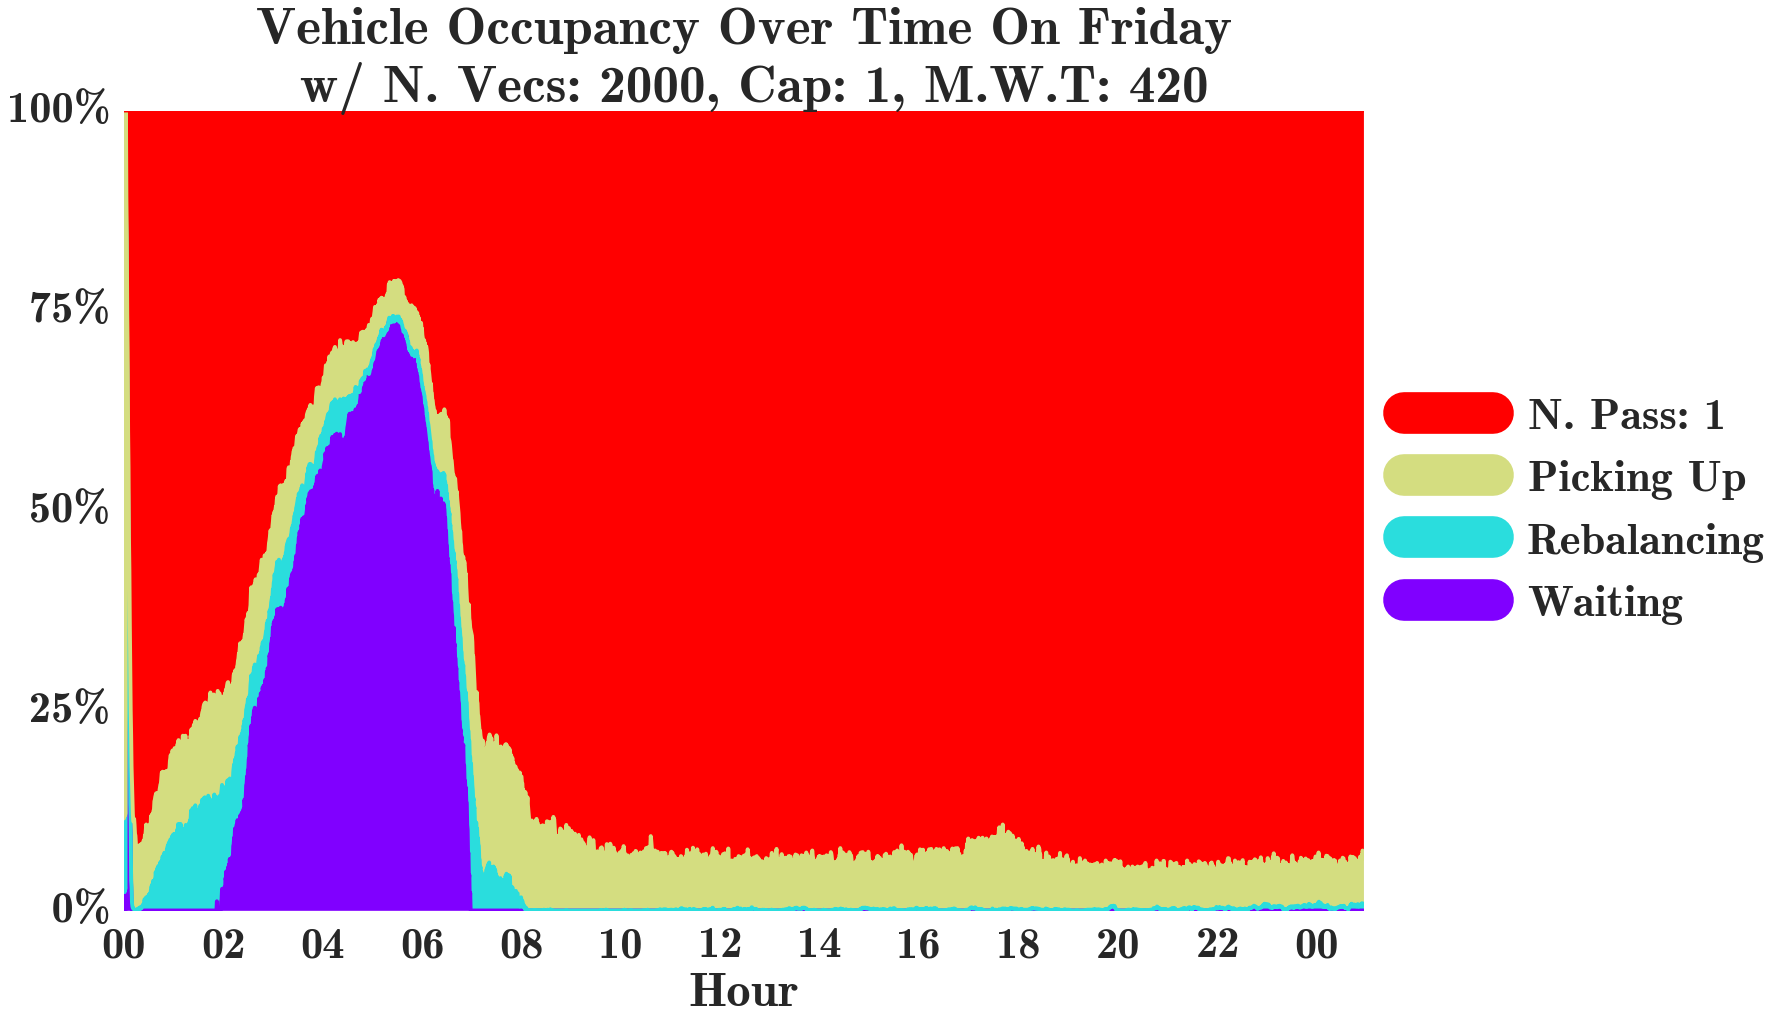 Vehicle Occupancy Over Time On Friday
w/ N. Vecs: 2000, Cap: 1, M.W.T: 420
100%
75%
50%
25%
0%
00 02 04 06 08 10 12 14 16 18 20 22 00
Hour
N. Pass: 1
Picking Up
Rebalancing
Waiting